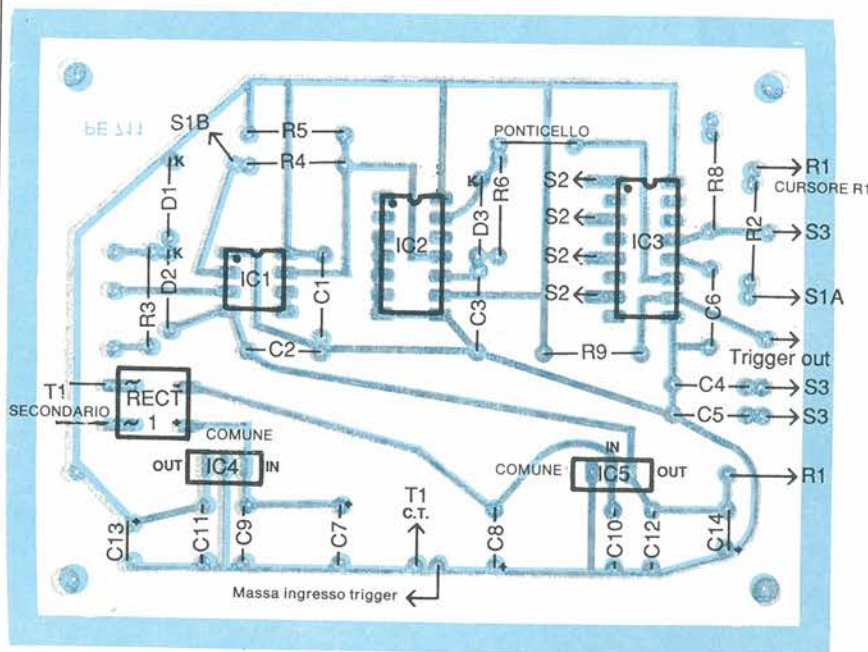 PE 711
S1B
R5
R4
PONTICELLO
R1
CURSORE R1
K
D1
K
D2
R3
IC1
C1
C2
IC2
K
D3
R6
C3
S2
S2
S2
S2
IC3
R8
R2
S3
S1A
C6
R9
Trigger out
C4
S3
C5
S3
T1
SECONDARIO
~
~
RECT
1
+
COMUNE
OUT
IC4
IN
IN
COMUNE
IC5
OUT
R1
T1
C.T.
C13
+
C11
C9
C7
+
C8
+
C10
C12
C14
+
Massa ingresso trigger